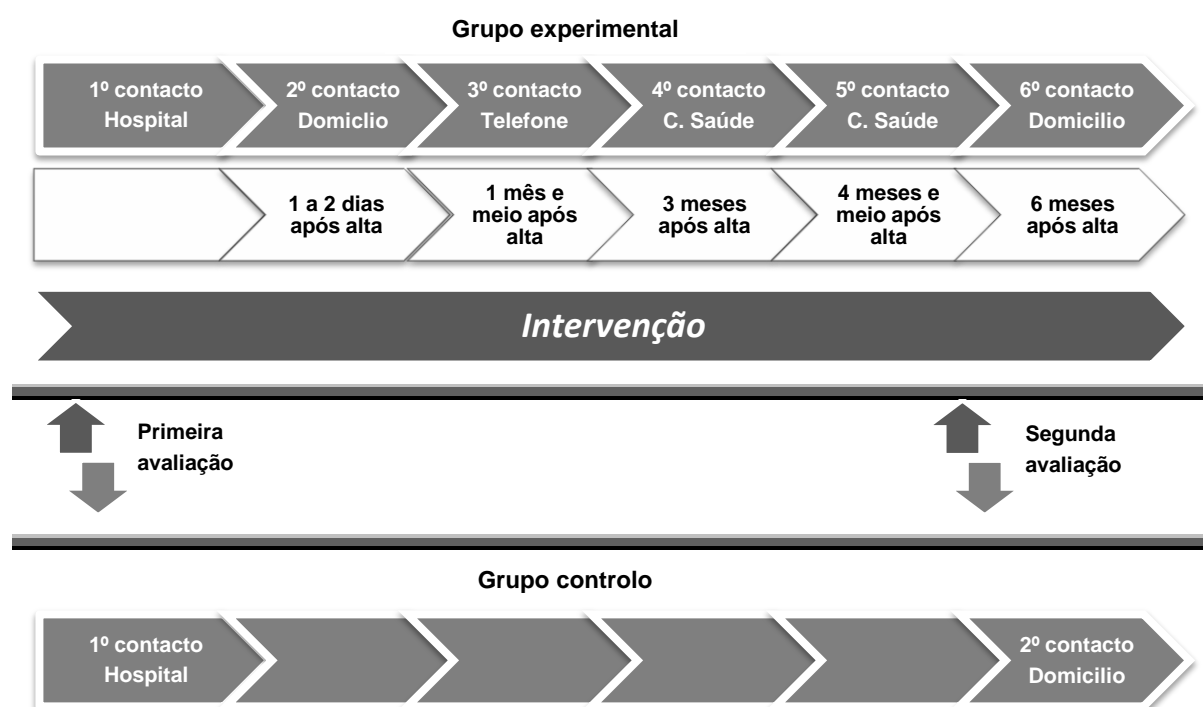 Grupo experimental
1º contacto
Hospital
2º contacto
Domiclio
3º contacto
Telefone
4º contacto
C. Saúde
5º contacto
C. Saúde
6º contacto
Domicilio
1 a 2 dias
após alta
1 mês e
meio após
alta
3 meses
após alta
4 meses e
meio após
alta
6 meses
após alta
Intervenção
Primeira
avaliação
Segunda
avaliação
Grupo controlo
1º contacto
Hospital
2º contacto
Domicilio